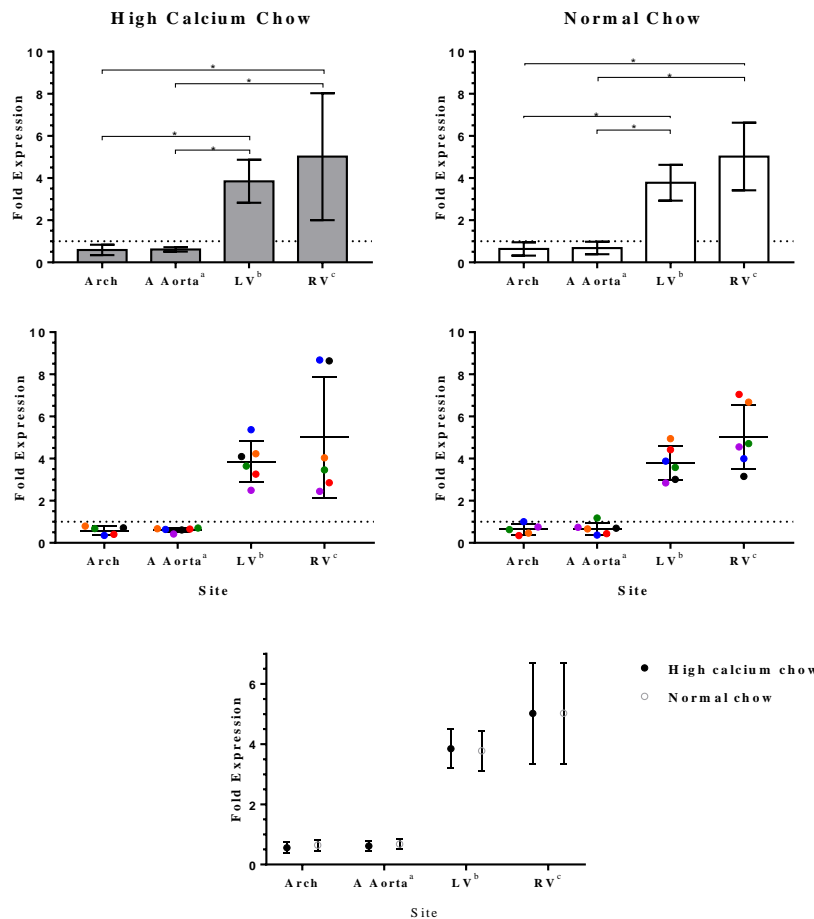 High Calcium Chow
Normal Chow
10
8
6
4
2
0
Fold Expression
*
*
*
*
Arch
A Aorta a
LV b
RV c
10
8
6
4
2
0
Fold Expression
*
*
*
*
Arch
A Aorta a
LV b
RV c
10
8
6
4
2
0
Fold Expression
Arch
A Aorta a
LV b
RV c
Site
10
8
6
4
2
0
Fold Expression
Arch
A Aorta a
LV b
RV c
Site
6
4
2
0
Fold Expression
Arch
A Aorta a
LV b
RV c
Site
High calcium chow
Normal chow